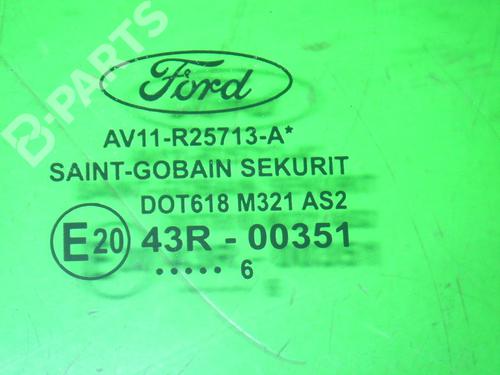 B-PARTS
Ford
AV11-R25713-A*
SAINT-GOBAIN SEKURIT
DOT618 M321 AS2
E20 43R - 00351
..... 6